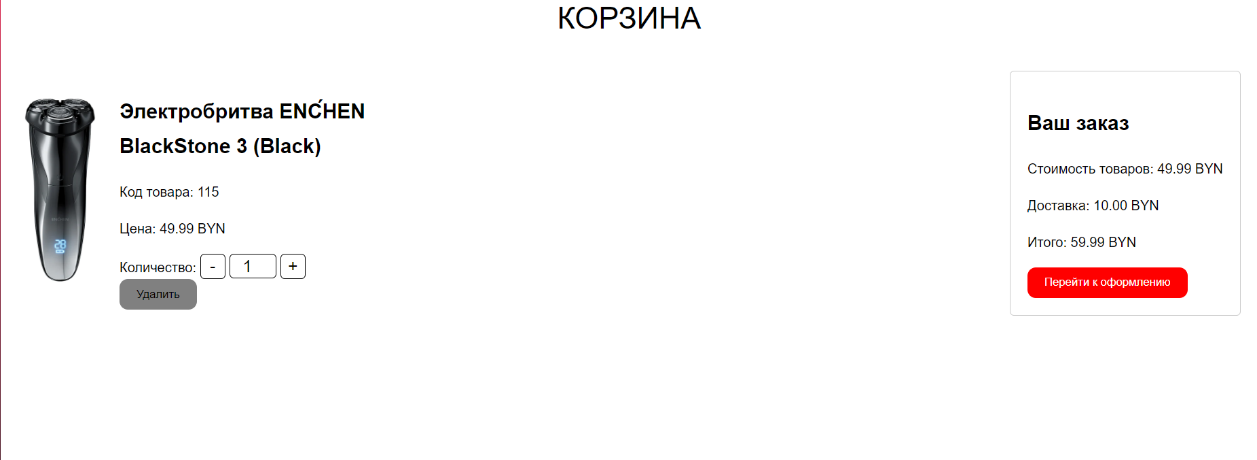 КОРЗИНА
Электробритва ENĆHEN
BlackStone 3 (Black)
Код товара: 115
Цена: 49.99 BYN
Количество: - 1 +
Удалить
Ваш заказ
Стоимость товаров: 49.99 BYN
Доставка: 10.00 BYN
Итого: 59.99 BYN
Перейти к оформлению